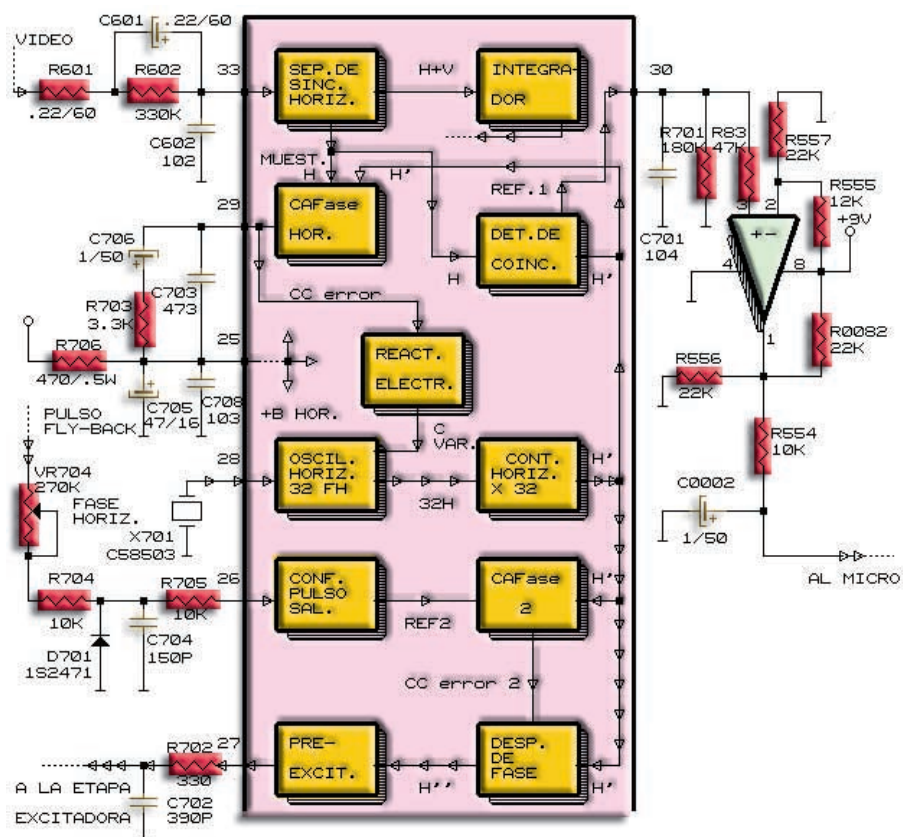 C601 .22/60
VIDEO
R601
R602
33
.22/60
330K
C602
102
SEP.DE
SINC.
HORIZ.
H+V
INTEGRA-
DOR
30
MUEST.
H
H'
REF.1
R701
180K
R83
47K
R557
22K
R555
12K
+9V
3
2
+-
4
8
1
C701
104
29
CAFase
HOR.
DET.DE
COINC.
H
H'
C706
1/50
C703
473
R703
3.3K
CC error
25
R706
470/.5W
REACT.
ELECTR.
R0082
22K
R556
22K
C705
47/16
C708
103
+B HOR.
C
VAR.
PULSO
FLY-BACK
28
OSCIL.
HORIZ.
32 FH
32H
CONT.
HORIZ
X 32
H'
R554
10K
VR704
270K
FASE
HORIZ.
X701
C58503
C0002
1/50
AL MICRO
R704
10K
R705
10K
26
CONF.
PULSO
SAL.
REF2
CAFase
2
H'
C704
150P
D701
1S2471
CC error 2
R702
330
27
PRE-
EXCIT.
H''
DESP.
DE
FASE
H'
A LA ETAPA
EXCITADORA
C702
390P